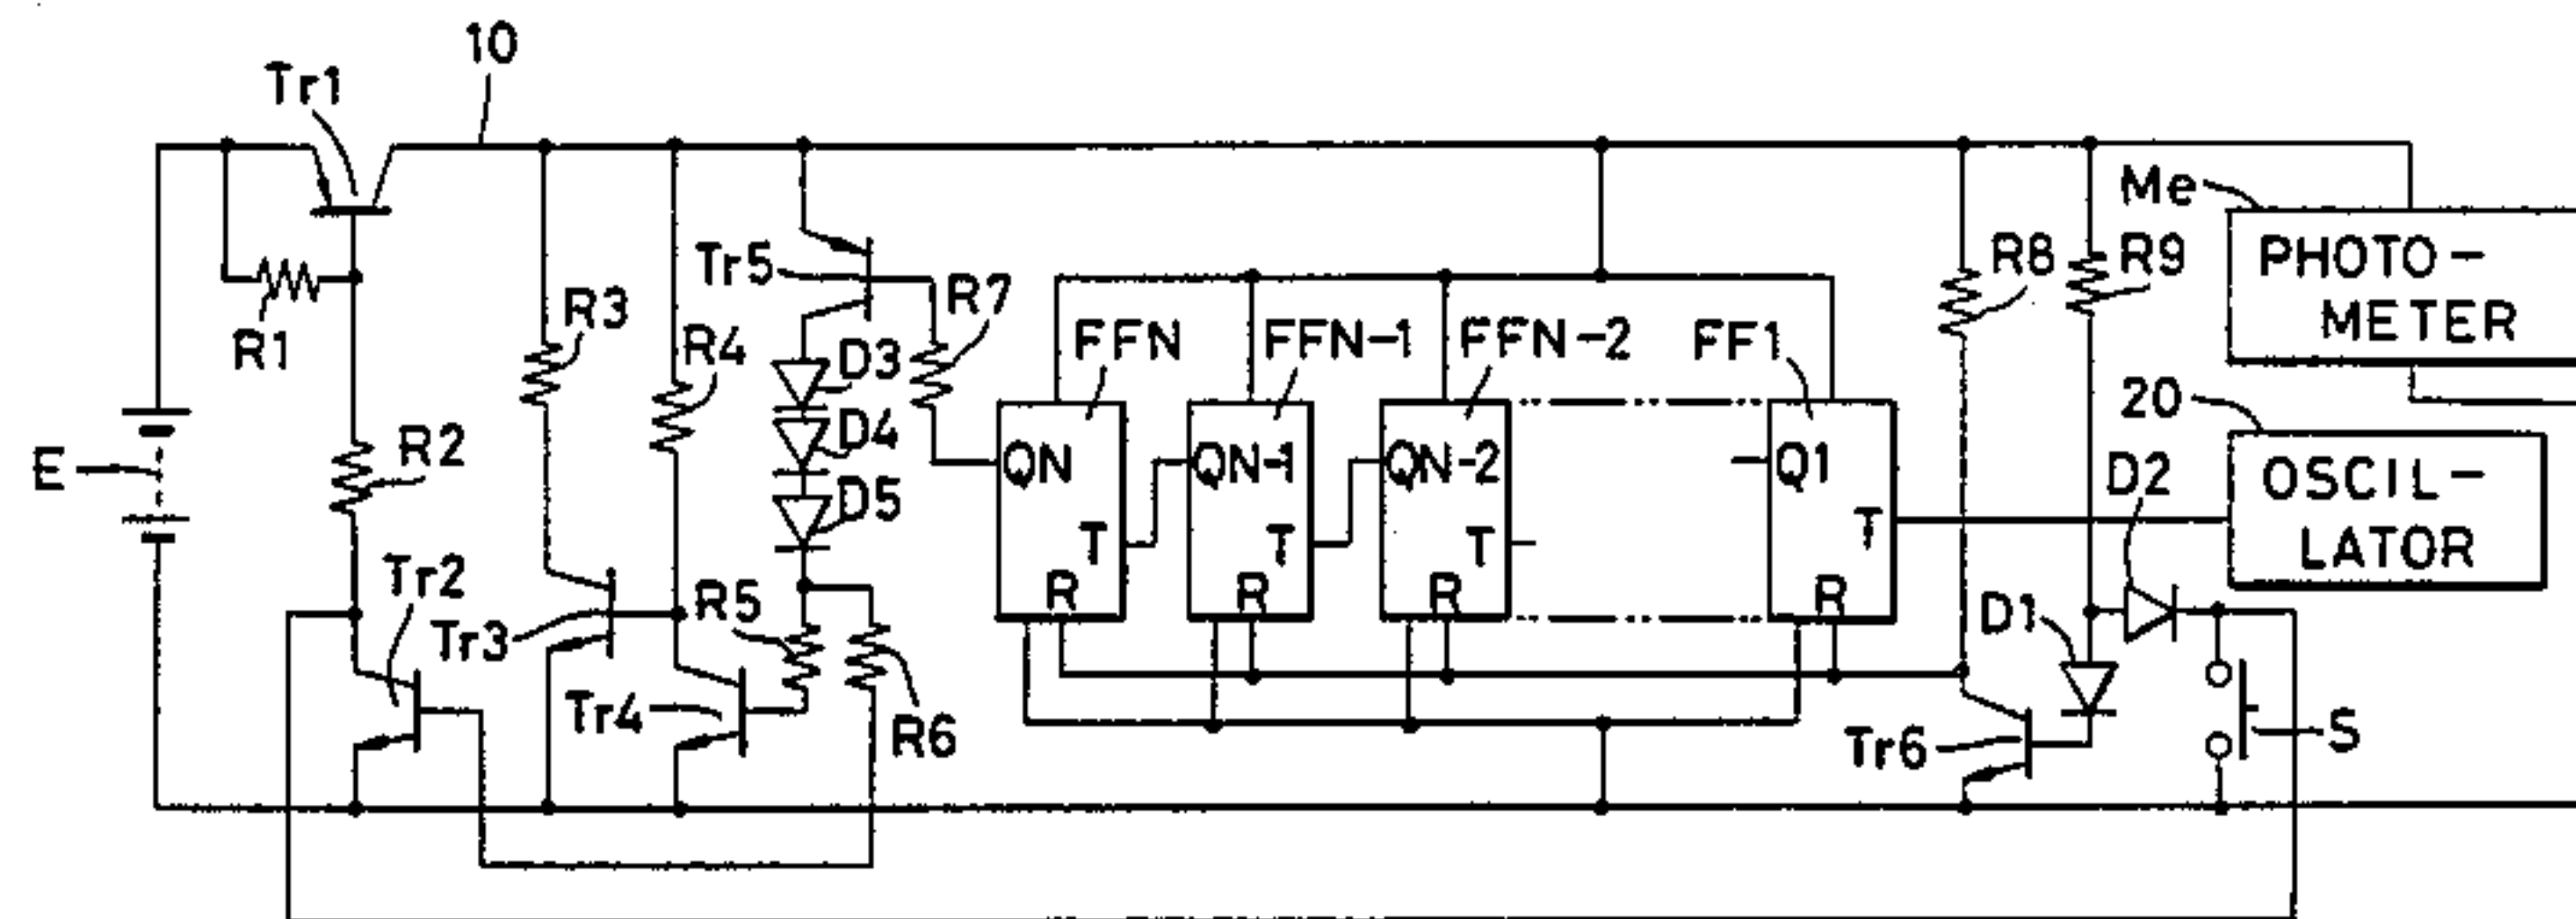 10
Tr1
Me
PHOTO-
METER
R8
R9
Tr5
R7
R3
R1
R4
D3
FFN
FFN-1
FFN-2
FF1
20
D4
E
R2
QN
QN-1
QN-2
Q1
OSCIL-
LATOR
D2
D5
T
T
T
T
Tr2
R5
R
R
R
R
D1
Tr3
Tr4
R6
Tr6
S